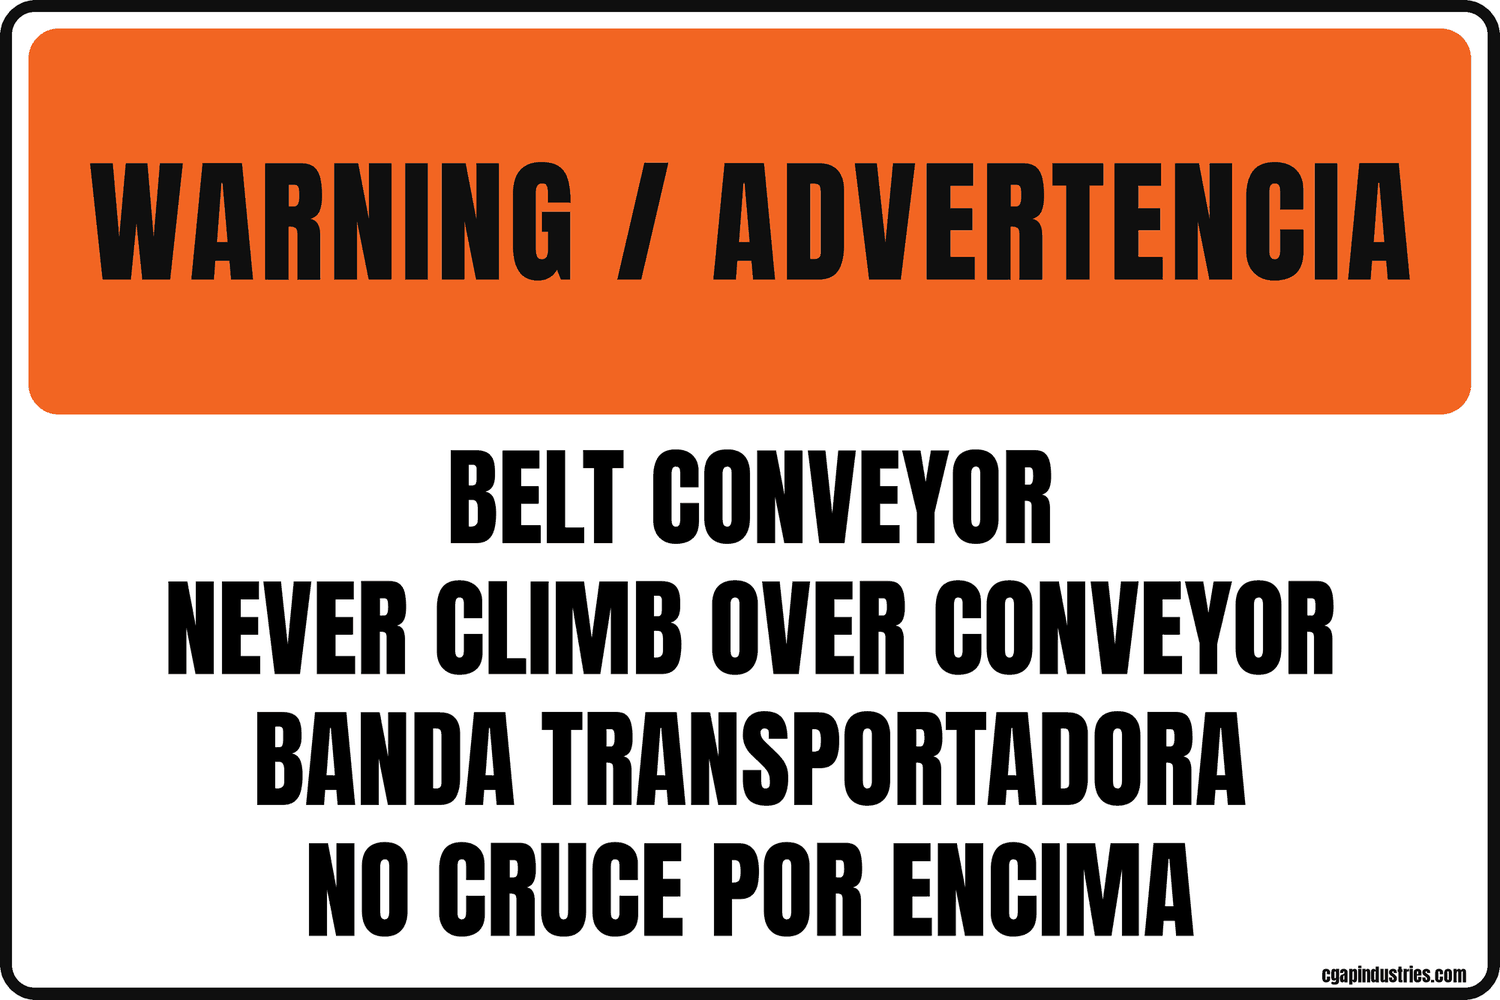 WARNING / ADVERTENCIA
BELT CONVEYOR
NEVER CLIMB OVER CONVEYOR
BANDA TRANSPORTADORA
NO CRUCE POR ENCIMA
cgapindustries.com